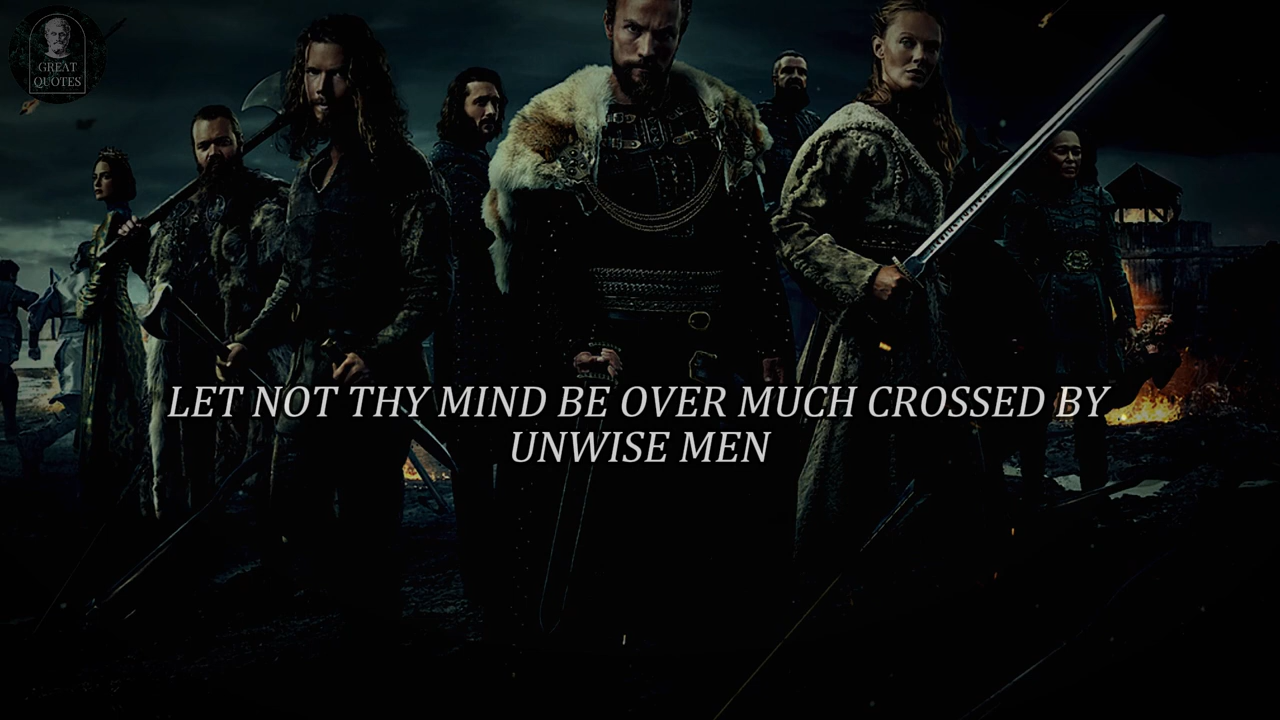 GREAT
QUOTES
LET NOT THY MIND BE OVER MUCH CROSSED BY
UNWISE MEN